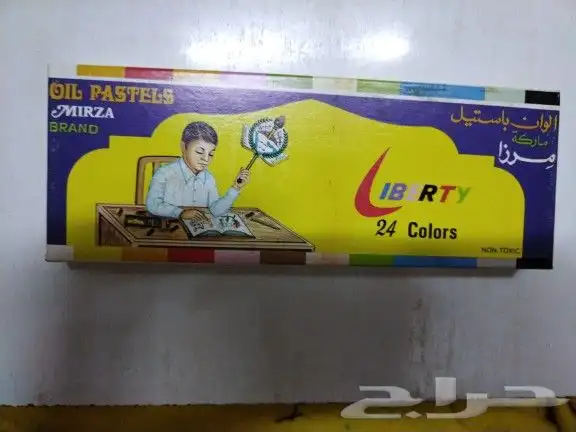 OIL PASTELS
MIRZA
BRAND
الوان باستيل
ماركة
مرزا
LIBERTY
24 Colors
NON TOXIC
حراج